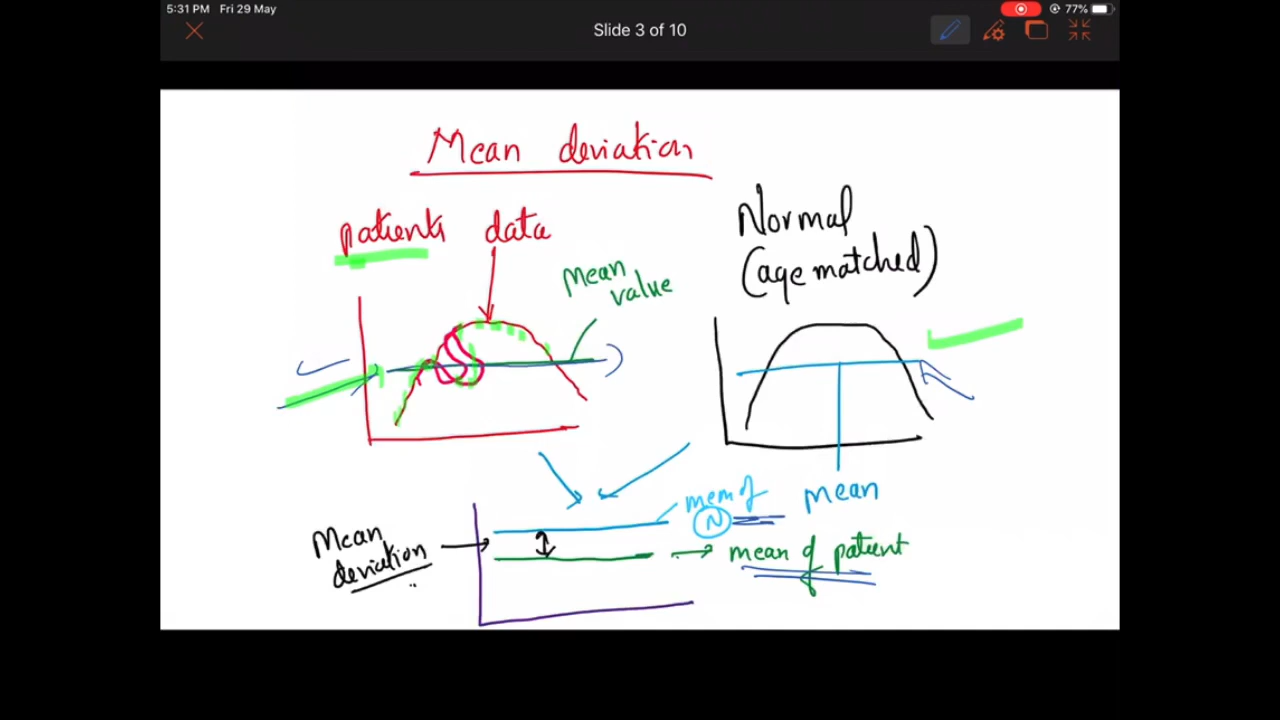 5:31 PM Fri 29 May
77%
Slide 3 of 10
Mean deviation
patients data
Mean value
Normal
(age matched)
mean of
N
mean
Mean deviation
mean of patient